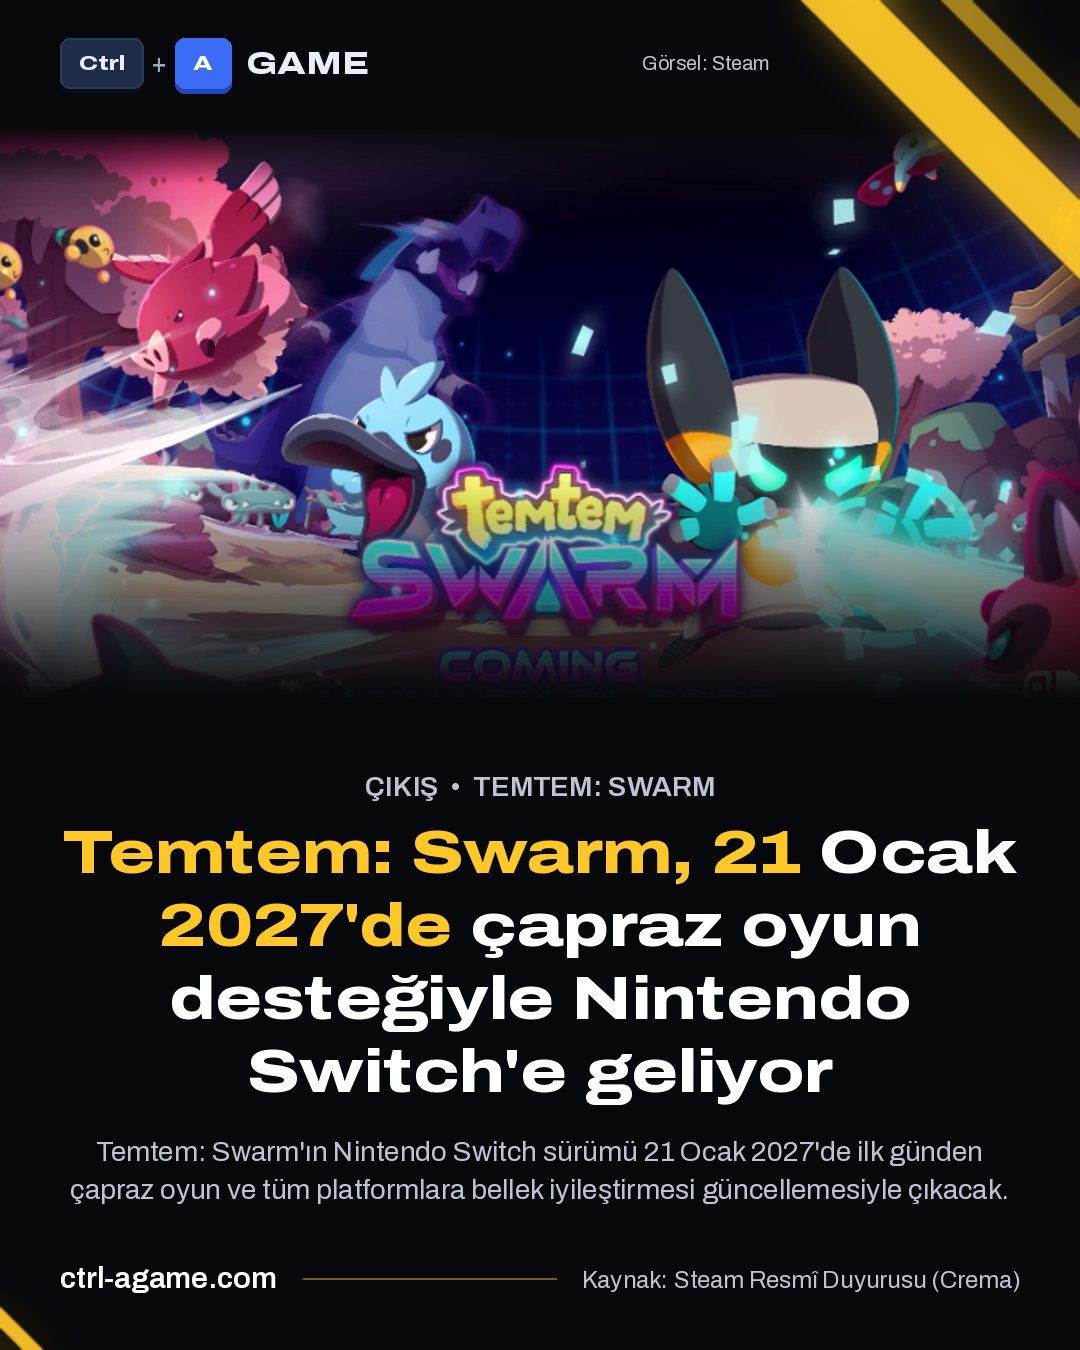 Ctrl + A GAME
Görsel: Steam
temtem
SWARM
COMING
ÇIKIŞ • TEMTEM: SWARM
Temtem: Swarm, 21 Ocak
2027'de çapraz oyun
desteğiyle Nintendo
Switch'e geliyor
Temtem: Swarm'ın Nintendo Switch sürümü 21 Ocak 2027'de ilk günden
çapraz oyun ve tüm platformlara bellek iyileştirmesi güncellemesiyle çıkacak.
ctrl-agame.com
Kaynak: Steam Resmî Duyurusu (Crema)